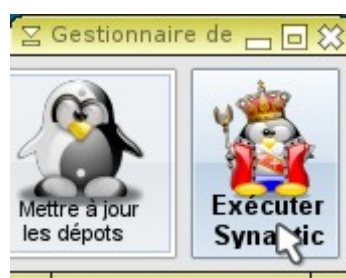 Gestionnaire de
Mettre à jour
les dépots
Exécuter
Synaptic